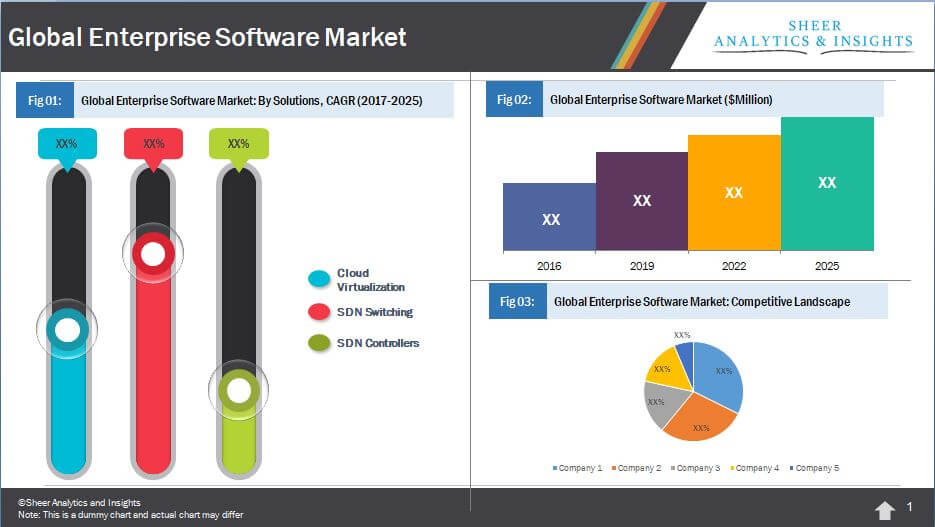 Global Enterprise Software Market
SHEER
ANALYTICS & INSIGHTS
Fig 01:
Global Enterprise Software Market: By Solutions, CAGR (2017-2025)
XX%
XX%
XX%
Cloud
Virtualization
SDN Switching
SDN Controllers
Fig 02:
Global Enterprise Software Market ($Million)
XX
XX
XX
XX
2016
2019
2022
2025
Fig 03:
Global Enterprise Software Market: Competitive Landscape
XX%
XX%
XX%
XX%
XX%
Company 1
Company 2
Company 3
Company 4
Company 5
©Sheer Analytics and Insights
Note: This is a dummy chart and actual chart may differ
1